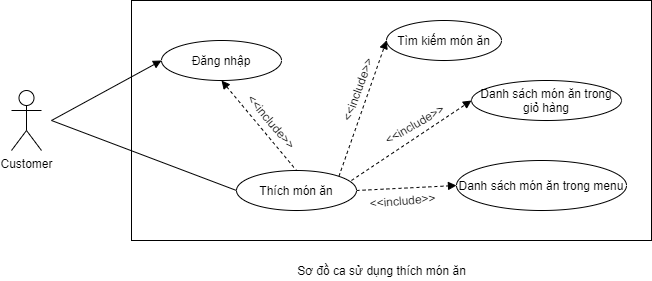 Tìm kiếm món ăn
Đăng nhập
<<include>>
<<include>>
Danh sách món ăn trong
giỏ hàng
<<include>>
Customer
Thích món ăn
Danh sách món ăn trong menu
<<include>>
Sơ đồ ca sử dụng thích món ăn